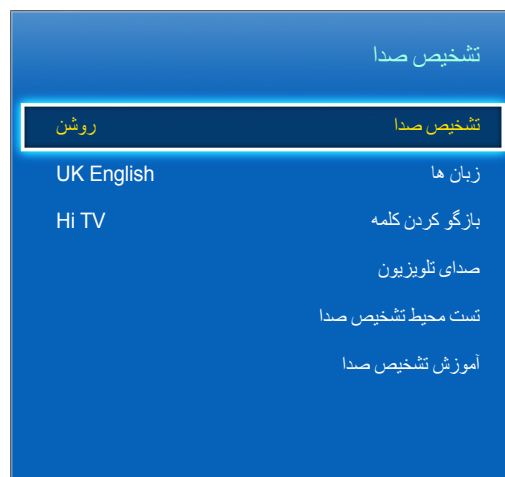 تشخیص صدا
تشخیص صدا روشن
زبان ها UK English
بازگو کردن کلمه Hi TV
صدای تلویزیون
تست محیط تشخیص صدا
آموزش تشخیص صدا